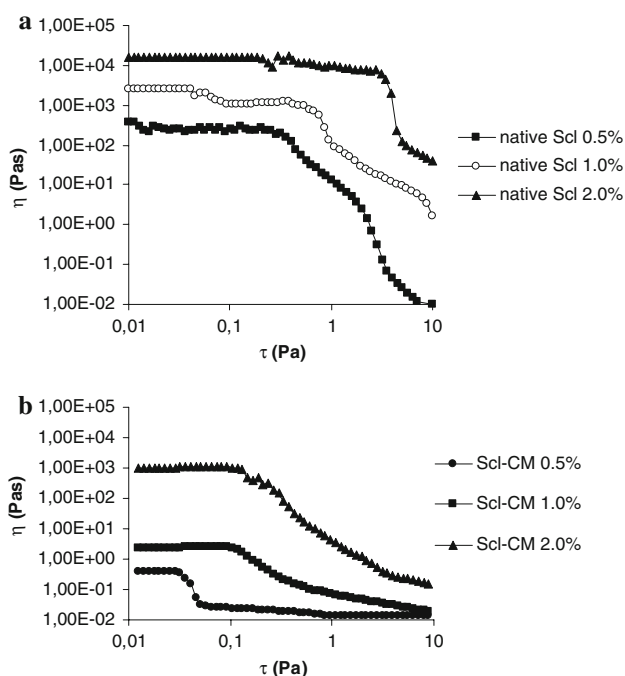 a
1,00E+05
1,00E+04
1,00E+03
1,00E+02
1,00E+01
1,00E+00
1,00E-01
1,00E-02
η (Pas)
0,01
0,1
1
10
τ (Pa)
native Scl 0.5%
native Scl 1.0%
native Scl 2.0%
b
1,00E+05
1,00E+04
1,00E+03
1,00E+02
1,00E+01
1,00E+00
1,00E-01
1,00E-02
η (Pas)
0,01
0,1
1
10
τ (Pa)
Scl-CM 0.5%
Scl-CM 1.0%
Scl-CM 2.0%